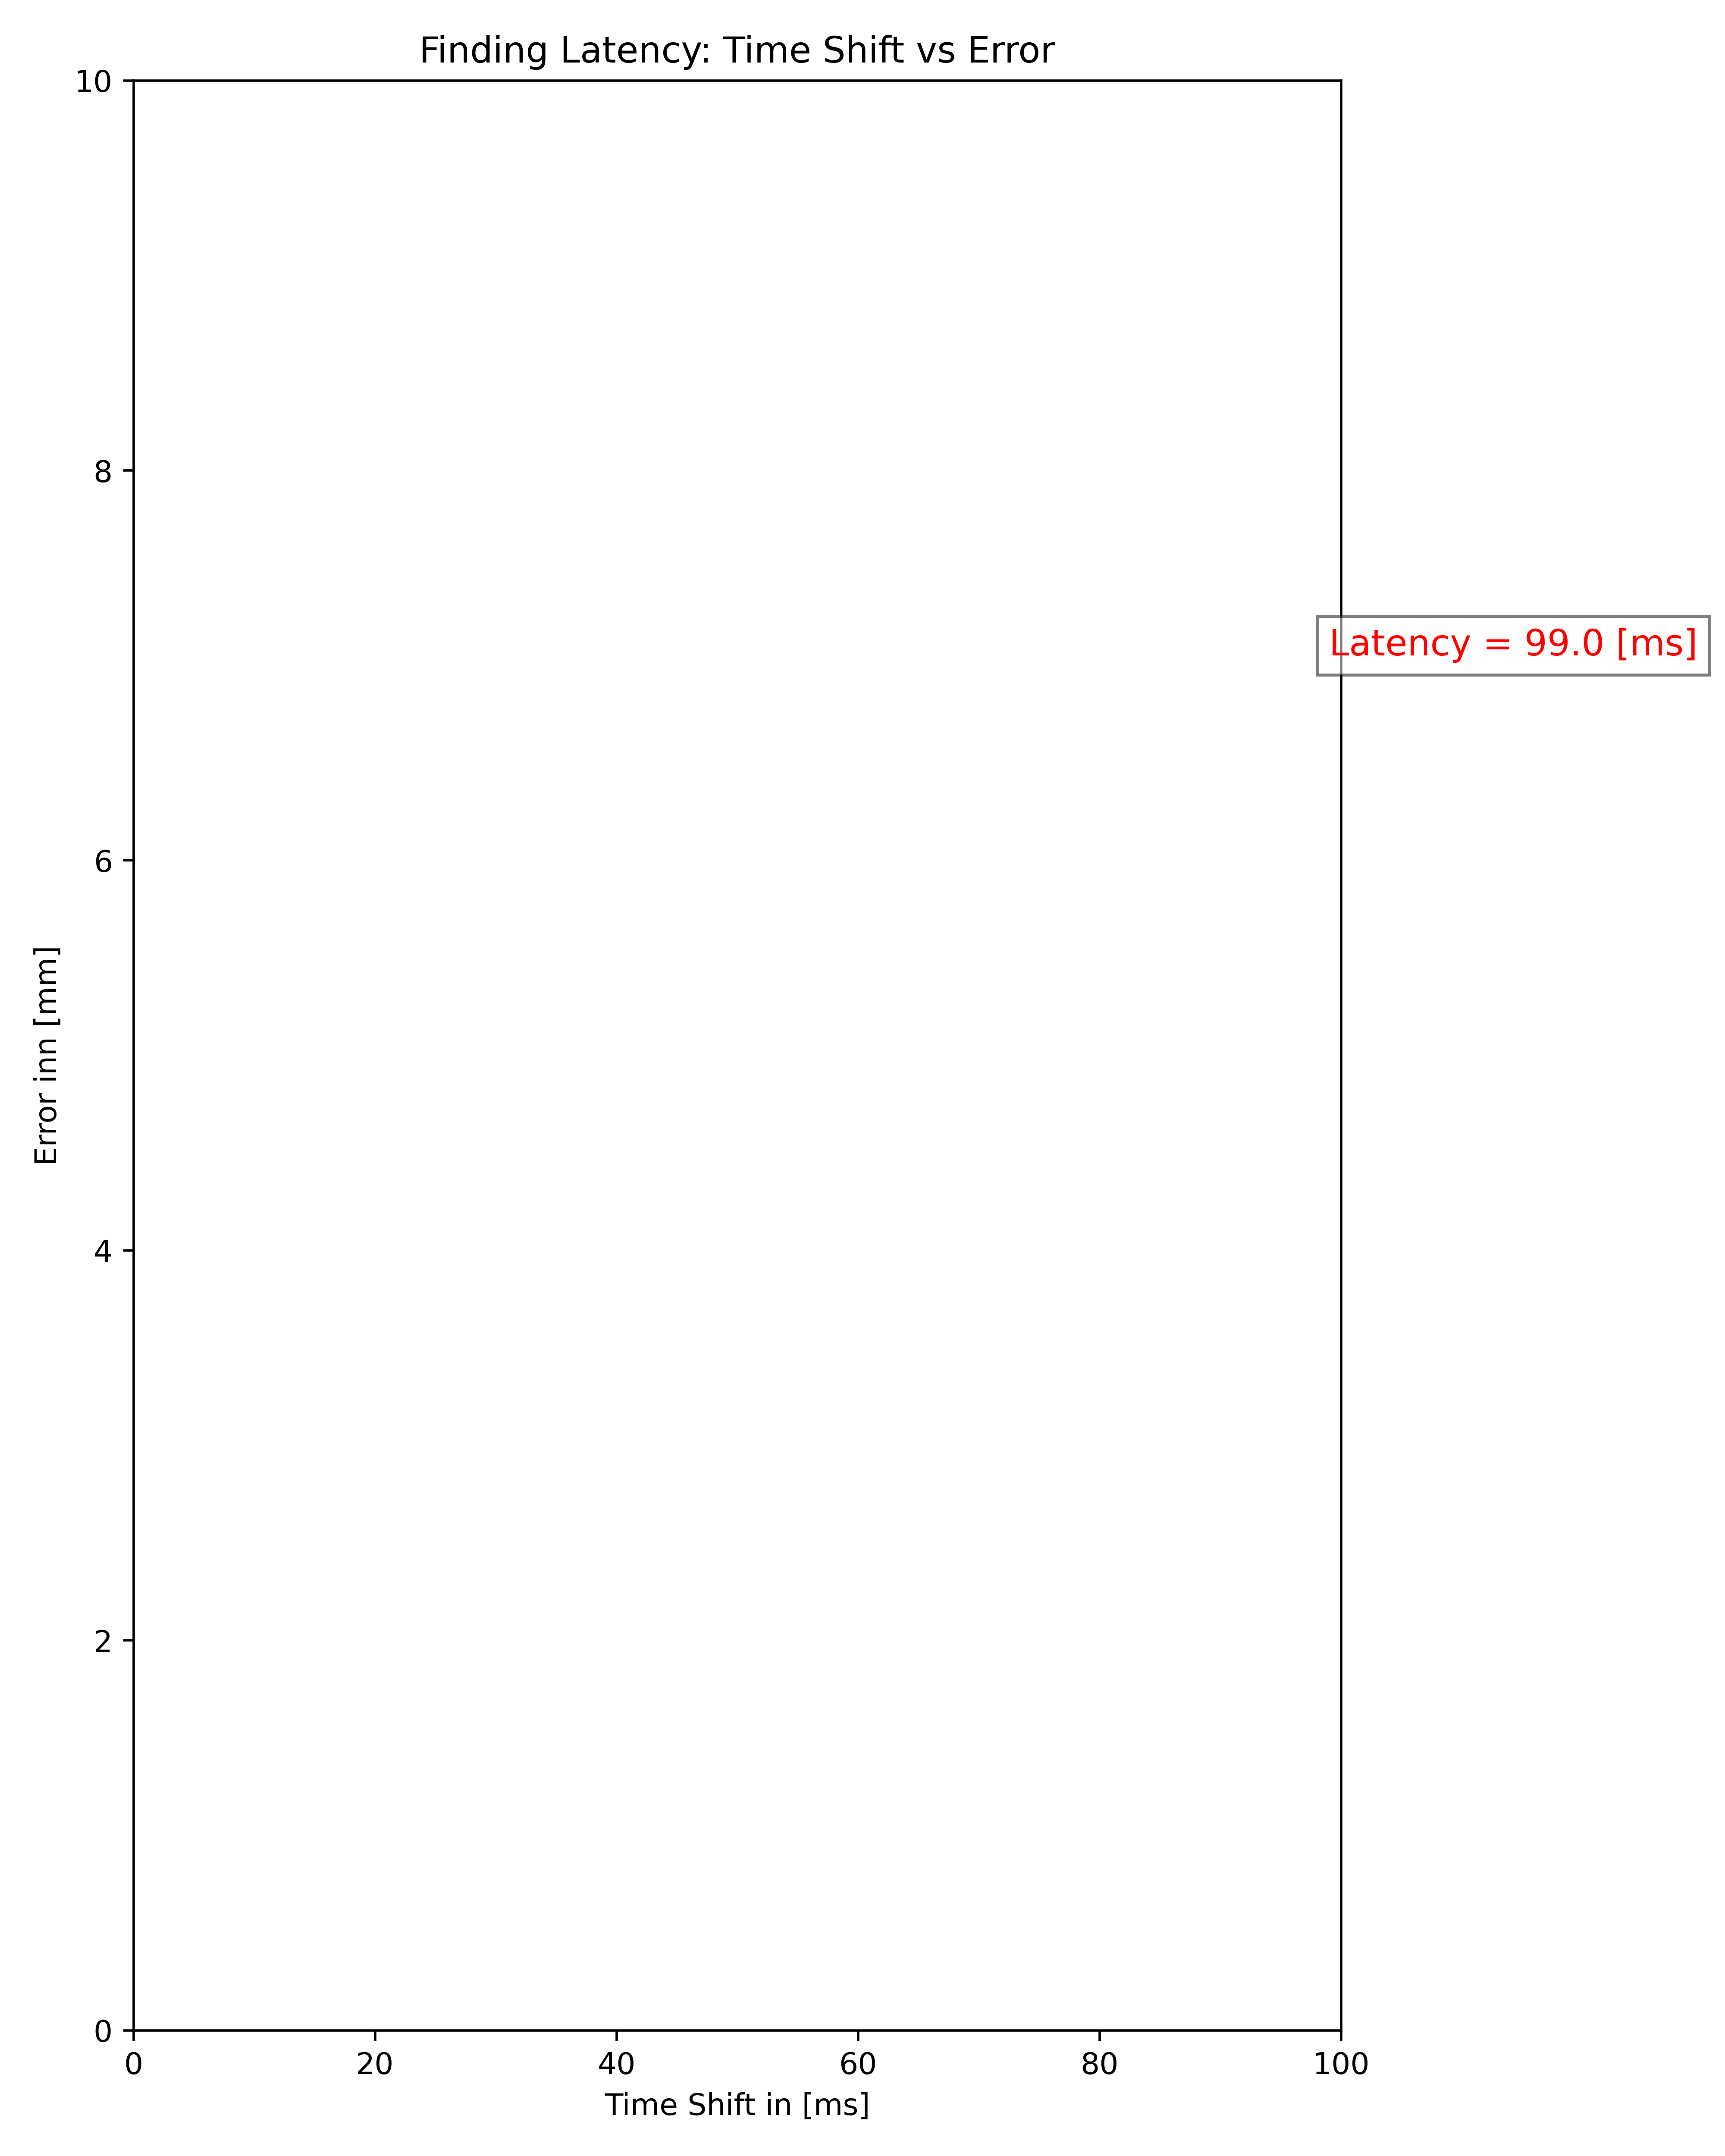 Finding Latency: Time Shift vs Error
10
8
Latency = 99.0 [ms]
6
Error inn [mm]
4
2
0
0 20 40 60 80 100
Time Shift in [ms]